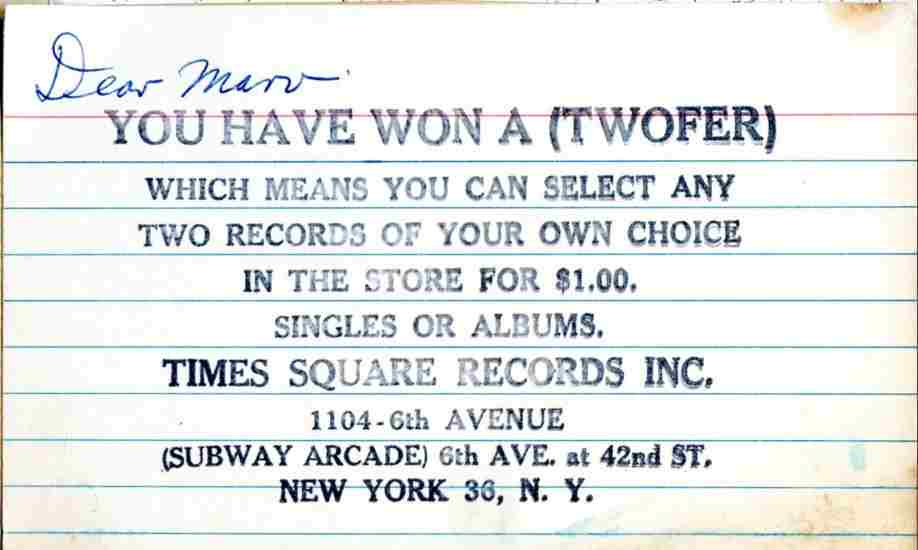 Dear Marv
YOU HAVE WON A (TWOFER)
WHICH MEANS YOU CAN SELECT ANY
TWO RECORDS OF YOUR OWN CHOICE
IN THE STORE FOR $1.00.
SINGLES OR ALBUMS.
TIMES SQUARE RECORDS INC.
1104-6th AVENUE
(SUBWAY ARCADE) 6th AVE. at 42nd ST.
NEW YORK 36, N. Y.